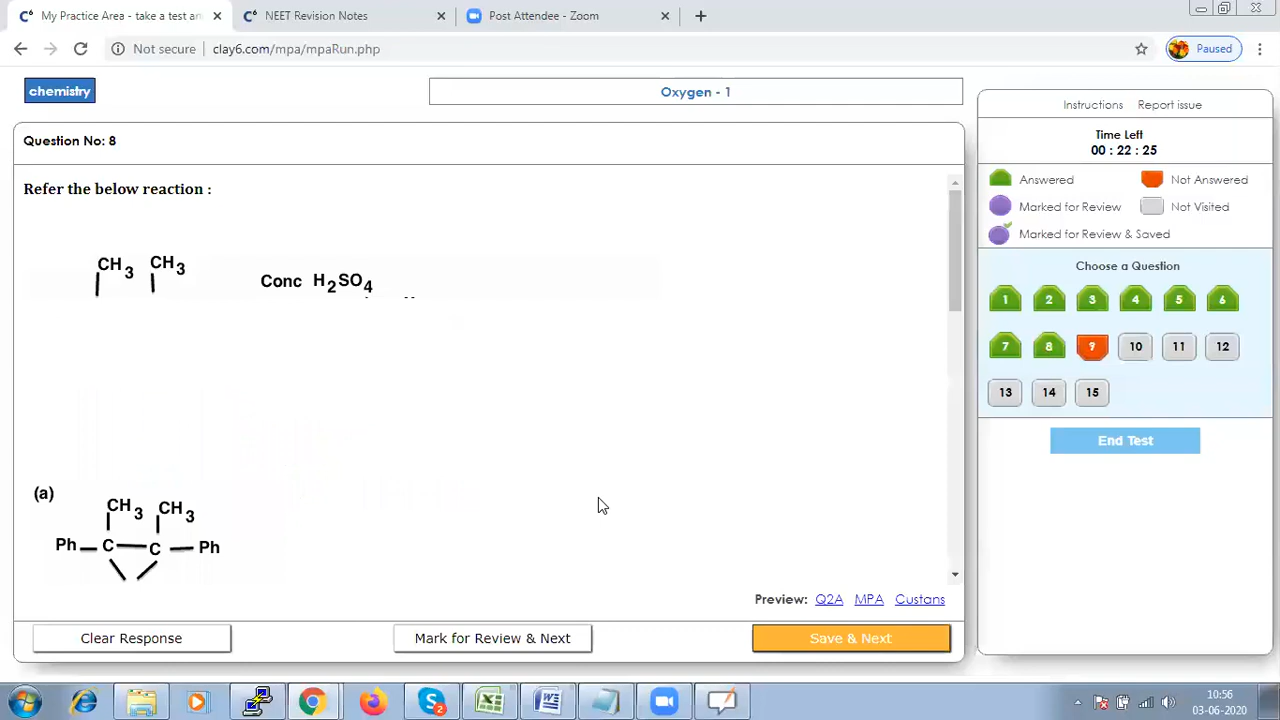 My Practice Area - take a test an
NEET Revision Notes
Post Attendee - Zoom
Not secure | clay6.com/mpa/mpaRun.php
Paused
chemistry
Oxygen - 1
Instructions Report issue
Question No: 8
Time Left
00 : 22 : 25
Refer the below reaction :
Answered Not Answered
Marked for Review Not Visited
Marked for Review & Saved
CH3 CH3
Conc H2SO4
Choose a Question
1 2 3 4 5 6
7 8 9 10 11 12
13 14 15
End Test
(a)
CH3 CH3
Ph C C Ph
Preview: Q2A MPA Custans
Clear Response Mark for Review & Next Save & Next
10:56
03-06-2020